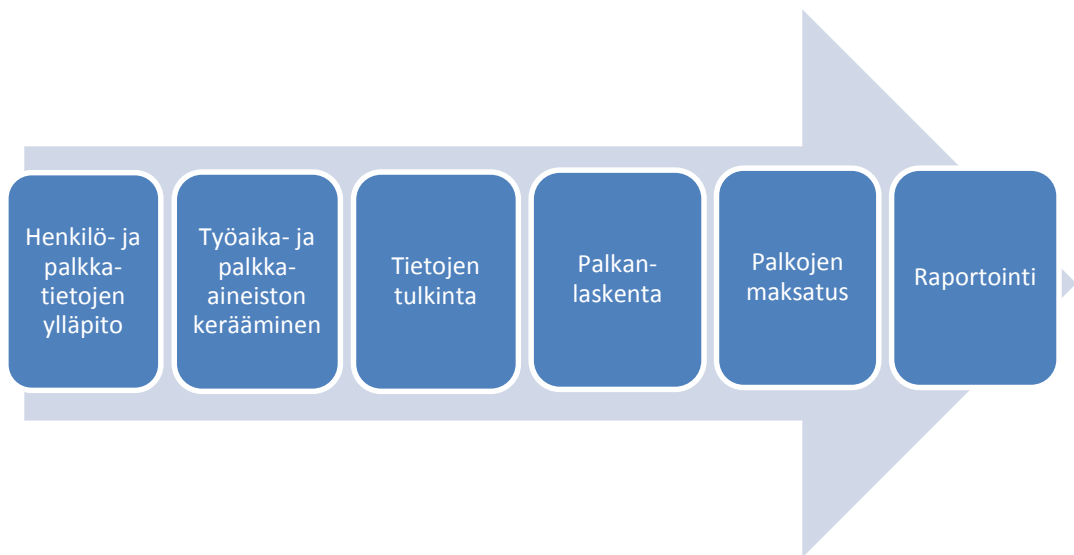 Henkilö- ja
palkka-
tietojen
ylläpito
Työaika- ja
palkka-
aineiston
kerääminen
Tietojen
tulkinta
Palkan-
laskenta
Palkojen
maksatus
Raportointi